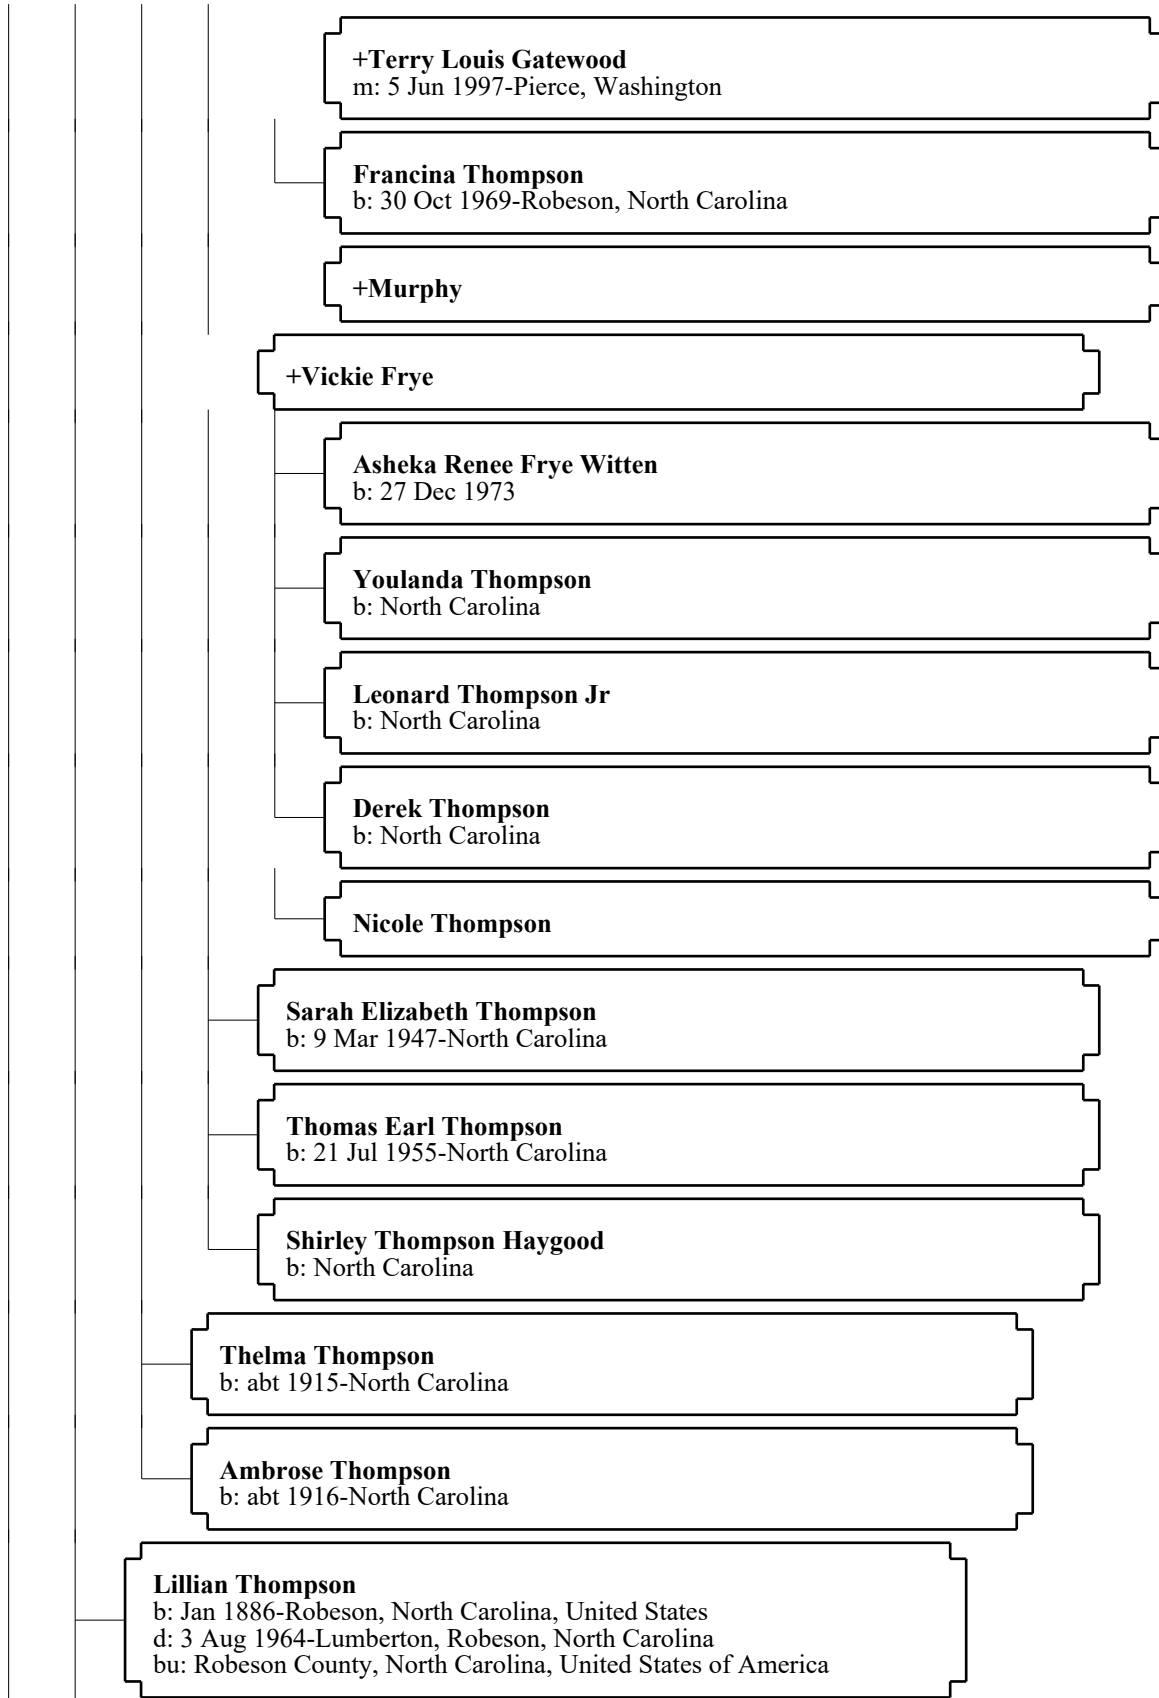 +Terry Louis Gatewood
m: 5 Jun 1997-Pierce, Washington
Francina Thompson
b: 30 Oct 1969-Robeson, North Carolina
+Murphy
+Vickie Frye
Asheka Renee Frye Witten
b: 27 Dec 1973
Youlanda Thompson
b: North Carolina
Leonard Thompson Jr
b: North Carolina
Derek Thompson
b: North Carolina
Nicole Thompson
Sarah Elizabeth Thompson
b: 9 Mar 1947-North Carolina
Thomas Earl Thompson
b: 21 Jul 1955-North Carolina
Shirley Thompson Haygood
b: North Carolina
Thelma Thompson
b: abt 1915-North Carolina
Ambrose Thompson
b: abt 1916-North Carolina
Lillian Thompson
b: Jan 1886-Robeson, North Carolina, United States
d: 3 Aug 1964-Lumberton, Robeson, North Carolina
bu: Robeson County, North Carolina, United States of America